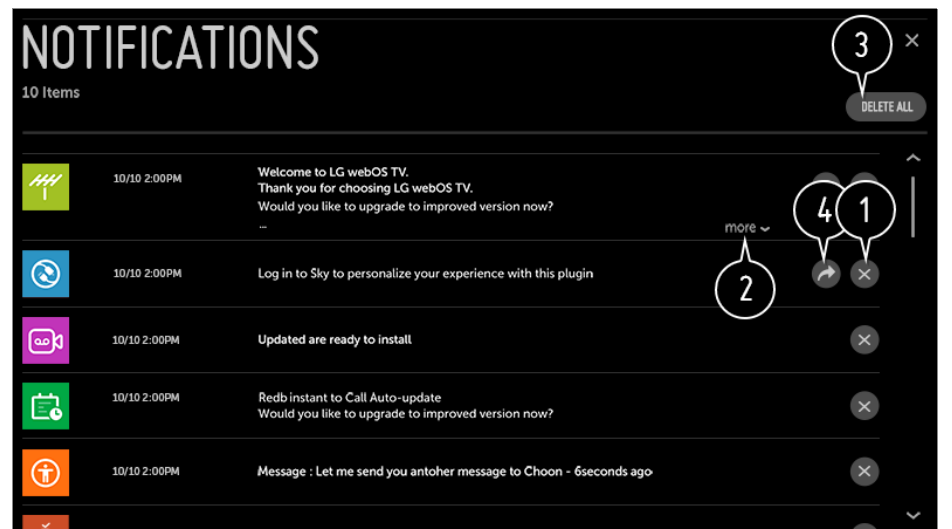 NOTIFICATIONS
10 Items
3
DELETE ALL
10/10 2:00PM
Welcome to LG webOS TV.
Thank you for choosing LG webOS TV.
Would you like to upgrade to improved version now?
...
more
4
1
2
10/10 2:00PM
Log in to Sky to personalize your experience with this plugin
10/10 2:00PM
Updated are ready to install
10/10 2:00PM
Redb instant to Call Auto-update
Would you like to upgrade to improved version now?
10/10 2:00PM
Message : Let me send you antoher message to Choon - 6seconds ago